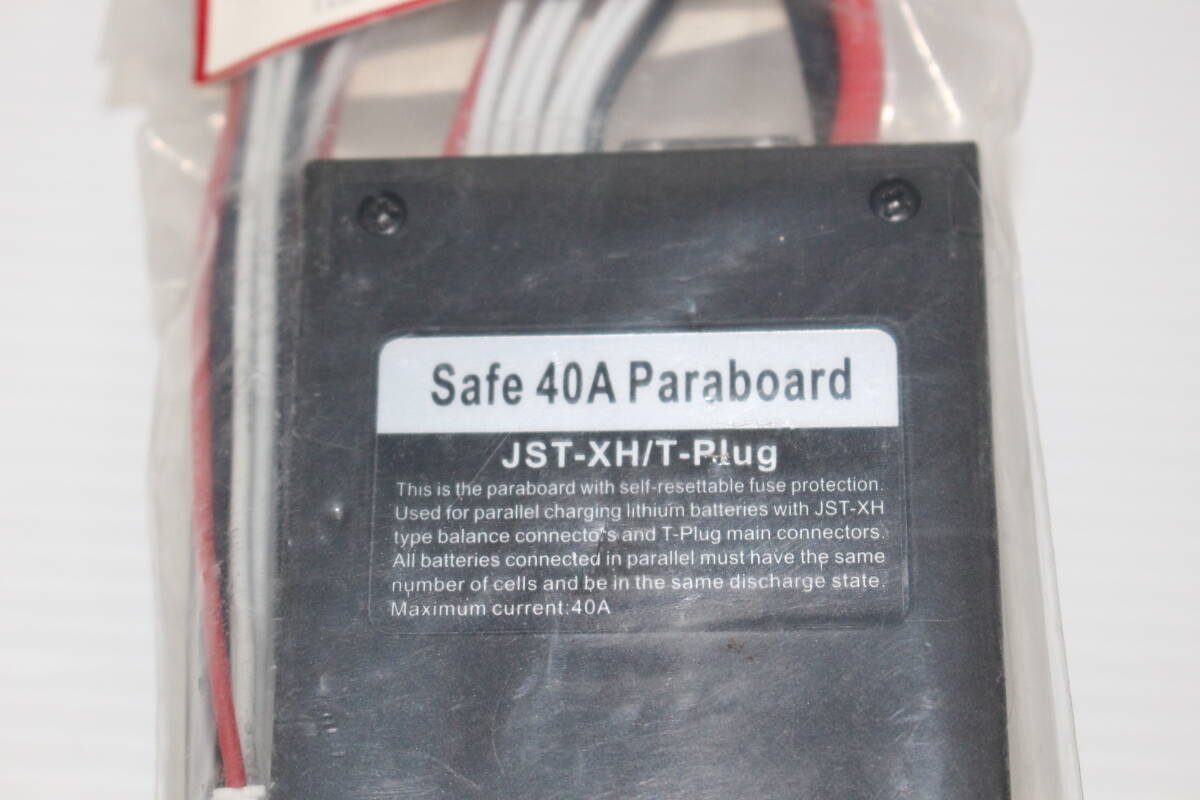 Safe 40A Paraboard
JST-XH/T-Plug
This is the paraboard with self-resettable fuse protection.
Used for parallel charging lithium batteries with JST-XH
type balance connectors and T-Plug main connectors.
All batteries connected in parallel must have the same
number of cells and be in the same discharge state.
Maximum current:40A